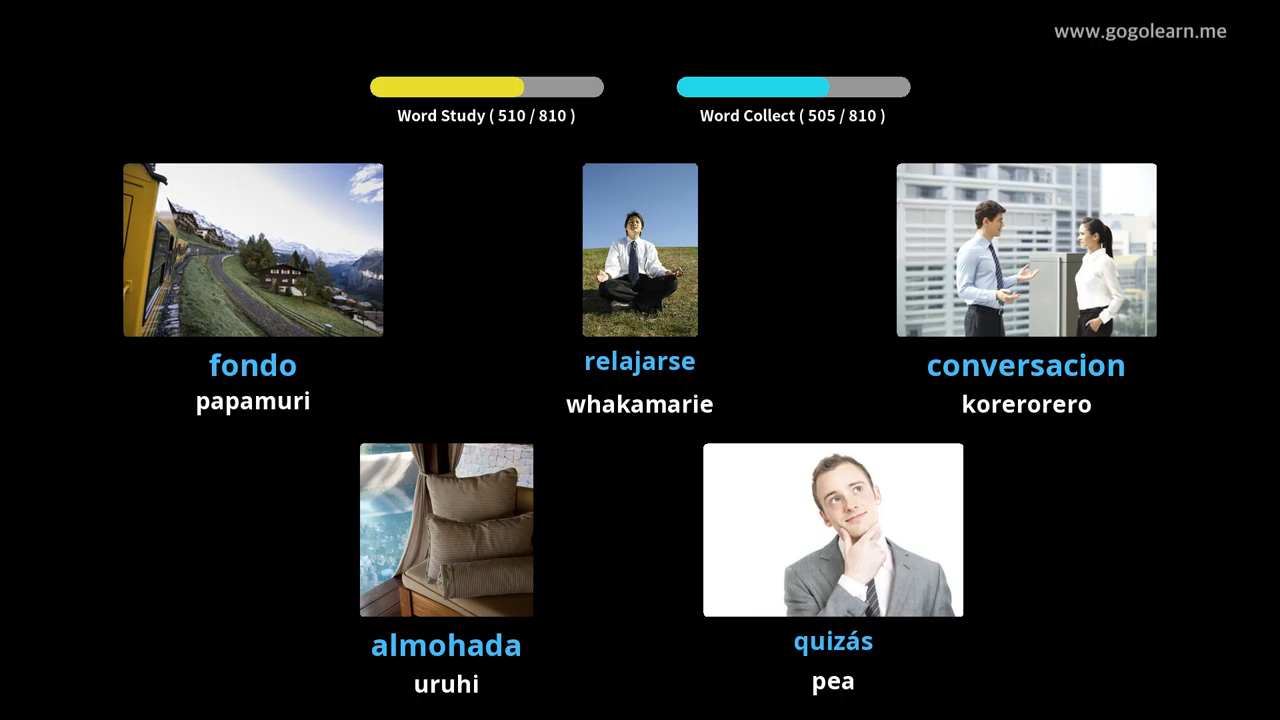 www.gogolearn.me
Word Study ( 510 / 810 )
Word Collect ( 505 / 810 )
fondo
papamuri
relajarse
whakamarie
conversacion
korerorero
almohada
uruhi
quizás
pea